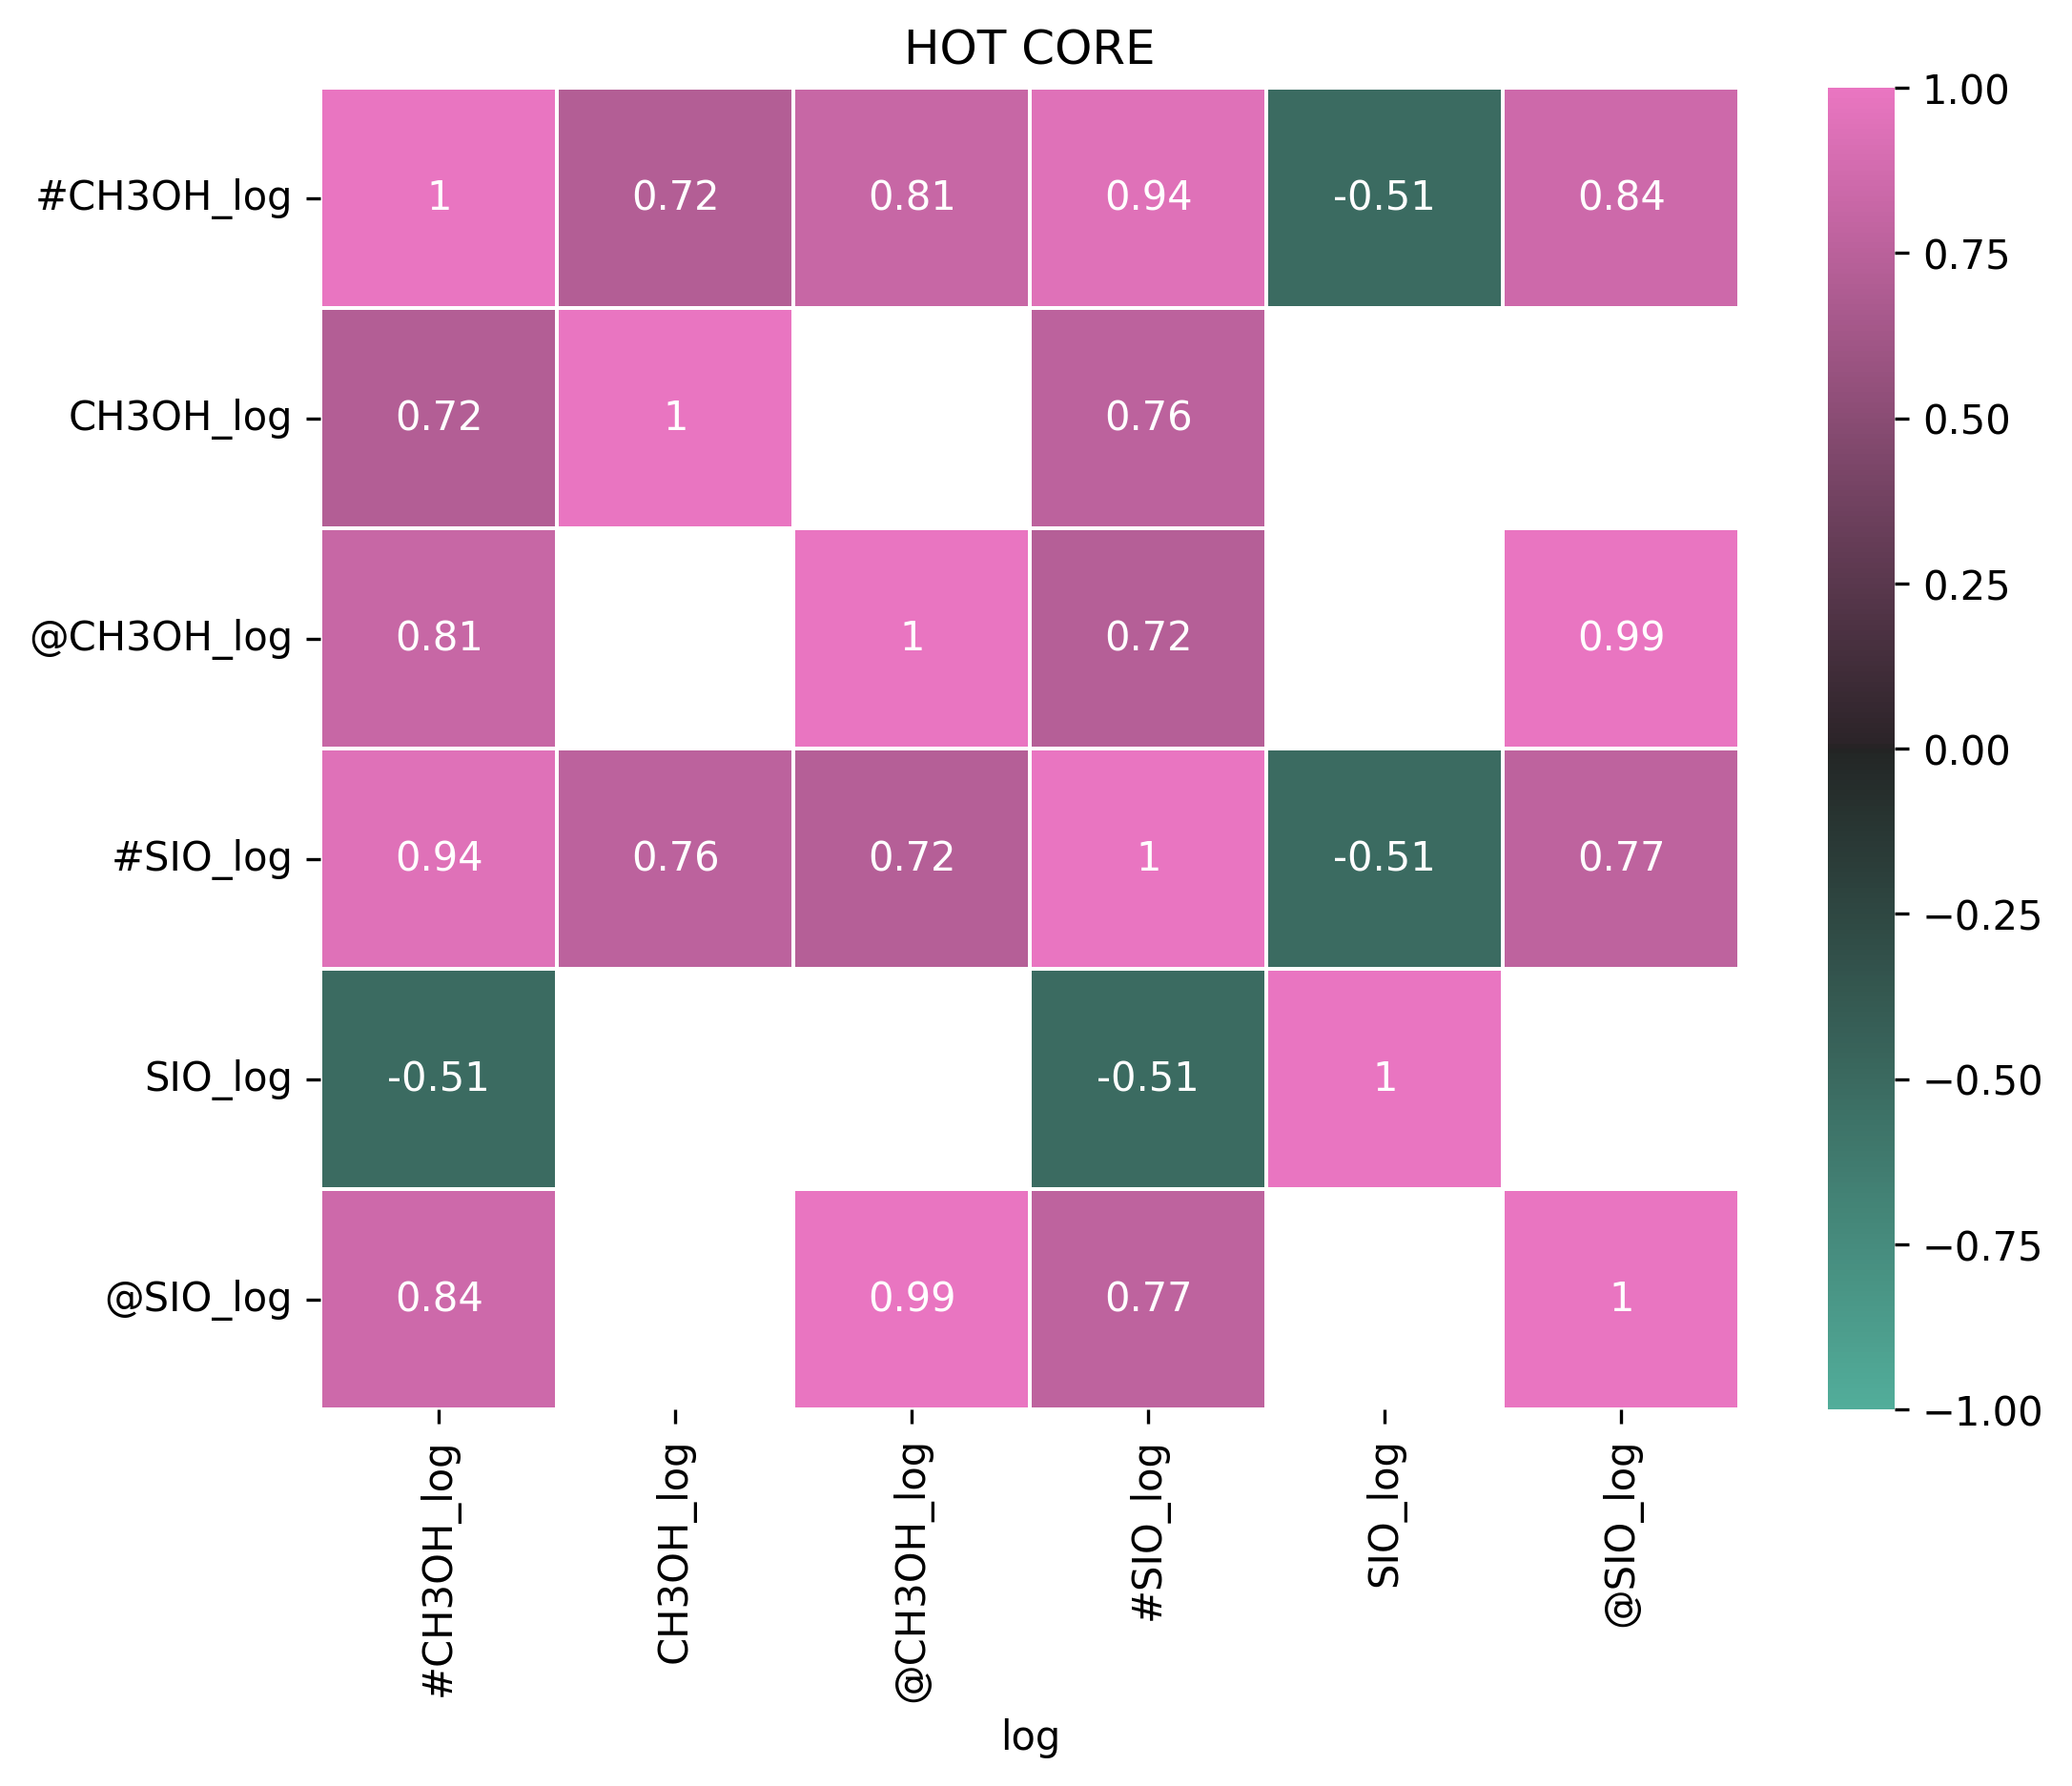 HOT CORE
#CH3OH_log 1 0.72 0.81 0.94 -0.51 0.84
CH3OH_log 0.72 1 0.76
@CH3OH_log 0.81 1 0.72 0.99
#SIO_log 0.94 0.76 0.72 1 -0.51 0.77
SIO_log -0.51 -0.51 1
@SIO_log 0.84 0.99 0.77 1
#CH3OH_log
CH3OH_log
@CH3OH_log
#SIO_log
SIO_log
@SIO_log
log
1.00
0.75
0.50
0.25
0.00
−0.25
−0.50
−0.75
−1.00